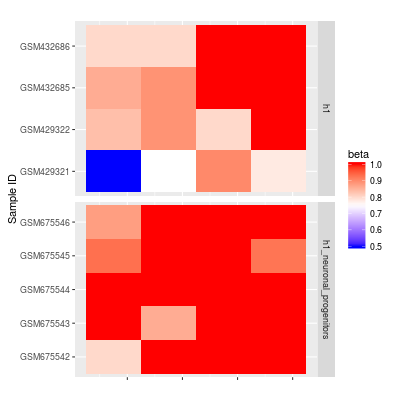 GSM432686
GSM432685
GSM429322
GSM429321
h1
GSM675546
GSM675545
GSM675544
GSM675543
GSM675542
h1_neuronal_progenitors
Sample ID
beta
1.0
0.9
0.8
0.7
0.6
0.5